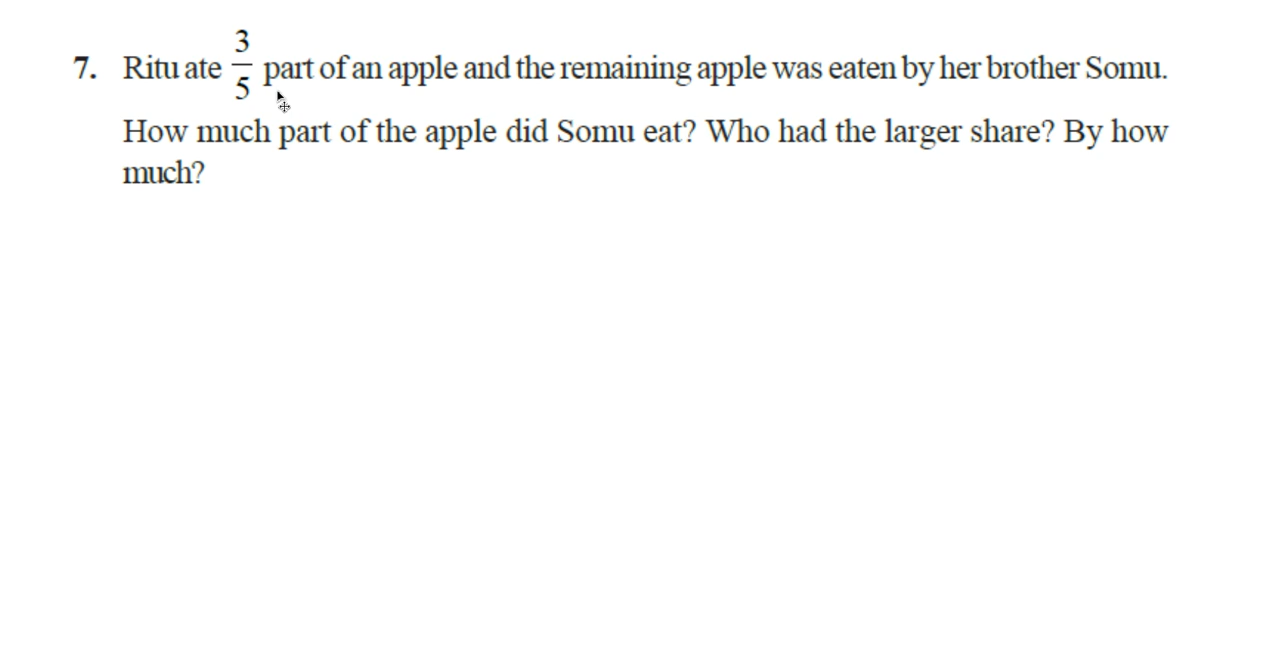 7. Ritu ate 3/5 part of an apple and the remaining apple was eaten by her brother Somu.
How much part of the apple did Somu eat? Who had the larger share? By how
much?